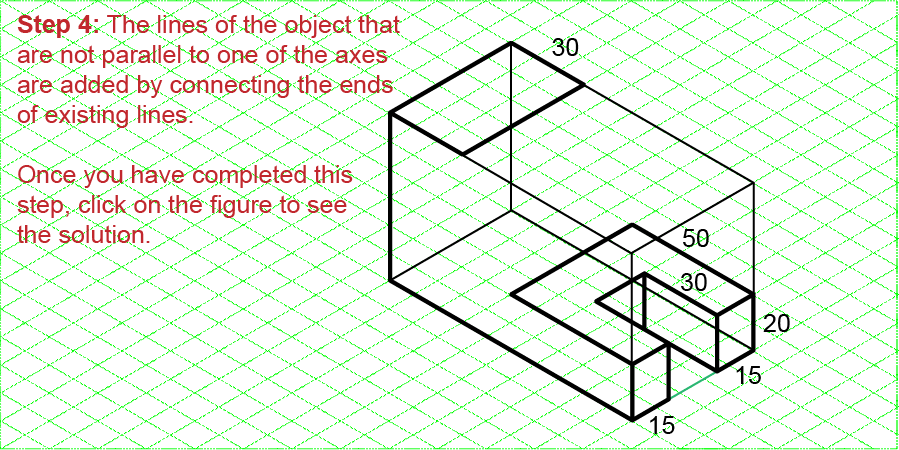 Step 4: The lines of the object that
are not parallel to one of the axes
are added by connecting the ends
of existing lines.
Once you have completed this
step, click on the figure to see
the solution.
30
50
30
20
15
15